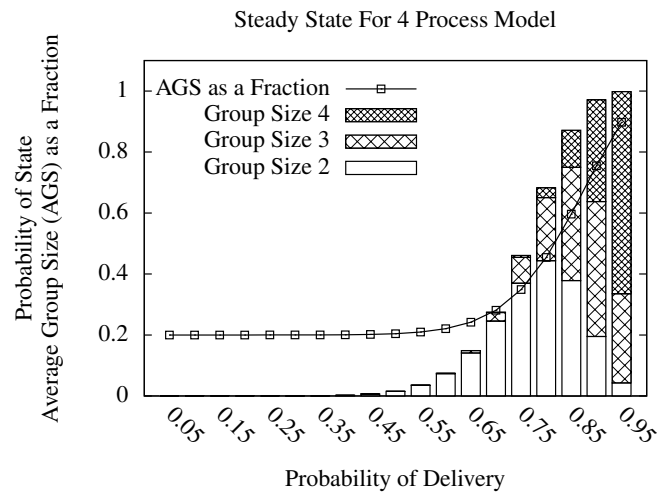 Steady State For 4 Process Model
Probability of State
Average Group Size (AGS) as a Fraction
1
0.8
0.6
0.4
0.2
0
AGS as a Fraction
Group Size 4
Group Size 3
Group Size 2
0.05
0.15
0.25
0.35
0.45
0.55
0.65
0.75
0.85
0.95
Probability of Delivery